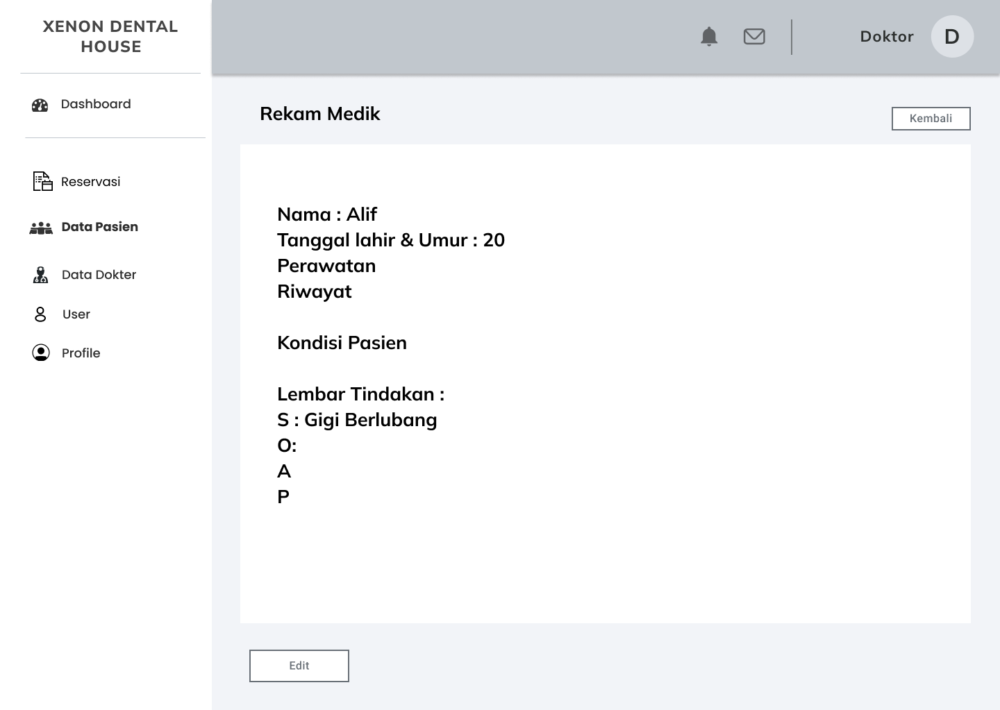 XENON DENTAL
HOUSE
Doktor
D
Dashboard
Reservasi
Data Pasien
Data Dokter
User
Profile
Rekam Medik
Kembali
Nama : Alif
Tanggal lahir & Umur : 20
Perawatan
Riwayat
Kondisi Pasien
Lembar Tindakan :
S : Gigi Berlubang
O:
A
P
Edit